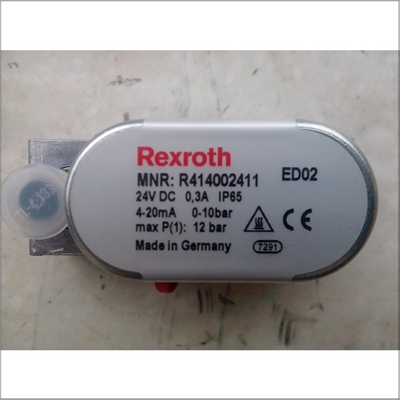 Rexroth
MNR: R414002411 ED02
24V DC 0,3A IP65
4-20mA 0-10bar
max P(1): 12 bar
Made in Germany 7291